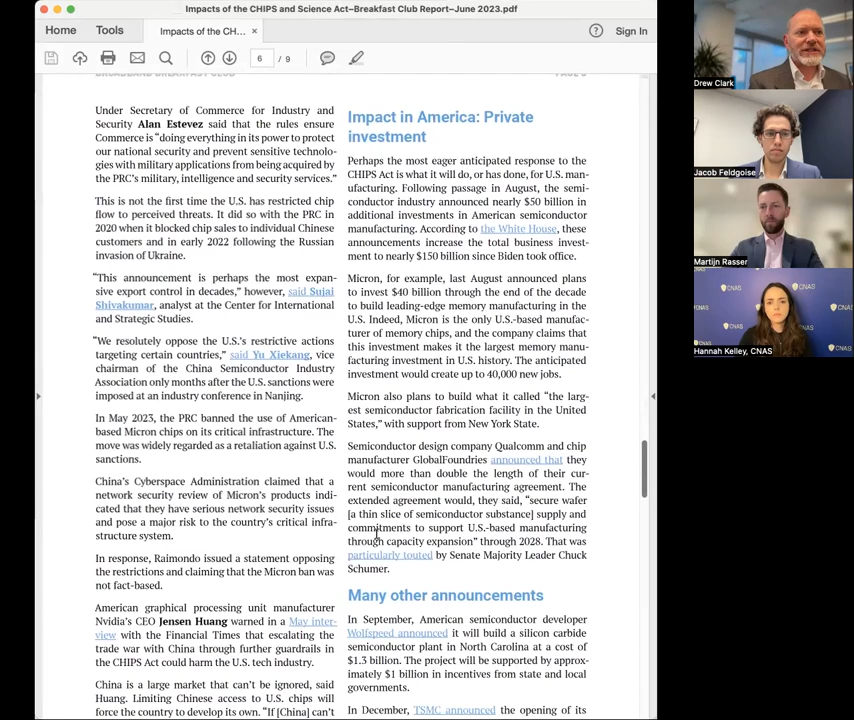 Impacts of the CHIPS and Science Act–Breakfast Club Report–June 2023.pdf
Home
Tools
Impacts of the CH... ×
Sign In
6 / 9
BROADBAND BREAKFAST CLUB
Under Secretary of Commerce for Industry and
Security Alan Estevez said that the rules ensure
Commerce is “doing everything in its power to protect
our national security and prevent sensitive technolo-
gies with military applications from being acquired by
the PRC’s military, intelligence and security services.”
This is not the first time the U.S. has restricted chip
flow to perceived threats. It did so with the PRC in
2020 when it blocked chip sales to individual Chinese
customers and in early 2022 following the Russian
invasion of Ukraine.
“This announcement is perhaps the most expan-
sive export control in decades,” however, said Sujai
Shivakumar, analyst at the Center for International
and Strategic Studies.
“We resolutely oppose the U.S.’s restrictive actions
targeting certain countries,” said Yu Xiekang, vice
chairman of the China Semiconductor Industry
Association only months after the U.S. sanctions were
imposed at an industry conference in Nanjing.
In May 2023, the PRC banned the use of American-
based Micron chips on its critical infrastructure. The
move was widely regarded as a retaliation against U.S.
sanctions.
China’s Cyberspace Administration claimed that a
network security review of Micron’s products indi-
cated that they have serious network security issues
and pose a major risk to the country’s critical infra-
structure system.
In response, Raimondo issued a statement opposing
the restrictions and claiming that the Micron ban was
not fact-based.
American graphical processing unit manufacturer
Nvidia’s CEO Jensen Huang warned in a May inter-
view with the Financial Times that escalating the
trade war with China through further guardrails in
the CHIPS Act could harm the U.S. tech industry.
China is a large market that can’t be ignored, said
Huang. Limiting Chinese access to U.S. chips will
force the country to develop its own. “If [China] can’t
Impact in America: Private
investment
Perhaps the most eager anticipated response to the
CHIPS Act is what it will do, or has done, for U.S. man-
ufacturing. Following passage in August, the semi-
conductor industry announced nearly $50 billion in
additional investments in American semiconductor
manufacturing. According to the White House, these
announcements increase the total business invest-
ment to nearly $150 billion since Biden took office.
Micron, for example, last August announced plans
to invest $40 billion through the end of the decade
to build leading-edge memory manufacturing in the
U.S. Indeed, Micron is the only U.S.-based manufac-
turer of memory chips, and the company claims that
this investment makes it the largest memory manu-
facturing investment in U.S. history. The anticipated
investment would create up to 40,000 new jobs.
Micron also plans to build what it called “the larg-
est semiconductor fabrication facility in the United
States,” with support from New York State.
Semiconductor design company Qualcomm and chip
manufacturer GlobalFoundries announced that they
would more than double the length of their cur-
rent semiconductor manufacturing agreement. The
extended agreement would, they said, “secure wafer
[a thin slice of semiconductor substance] supply and
commitments to support U.S.-based manufacturing
through capacity expansion” through 2028. That was
particularly touted by Senate Majority Leader Chuck
Schumer.
Many other announcements
In September, American semiconductor developer
Wolfspeed announced it will build a silicon carbide
semiconductor plant in North Carolina at a cost of
$1.3 billion. The project will be supported by approx-
imately $1 billion in incentives from state and local
governments.
In December, TSMC announced the opening of its
Drew Clark
Jacob Feldgoise
Martijn Rasser
CNAS
CNAS
CNAS
CNAS
Hannah Kelley, CNAS